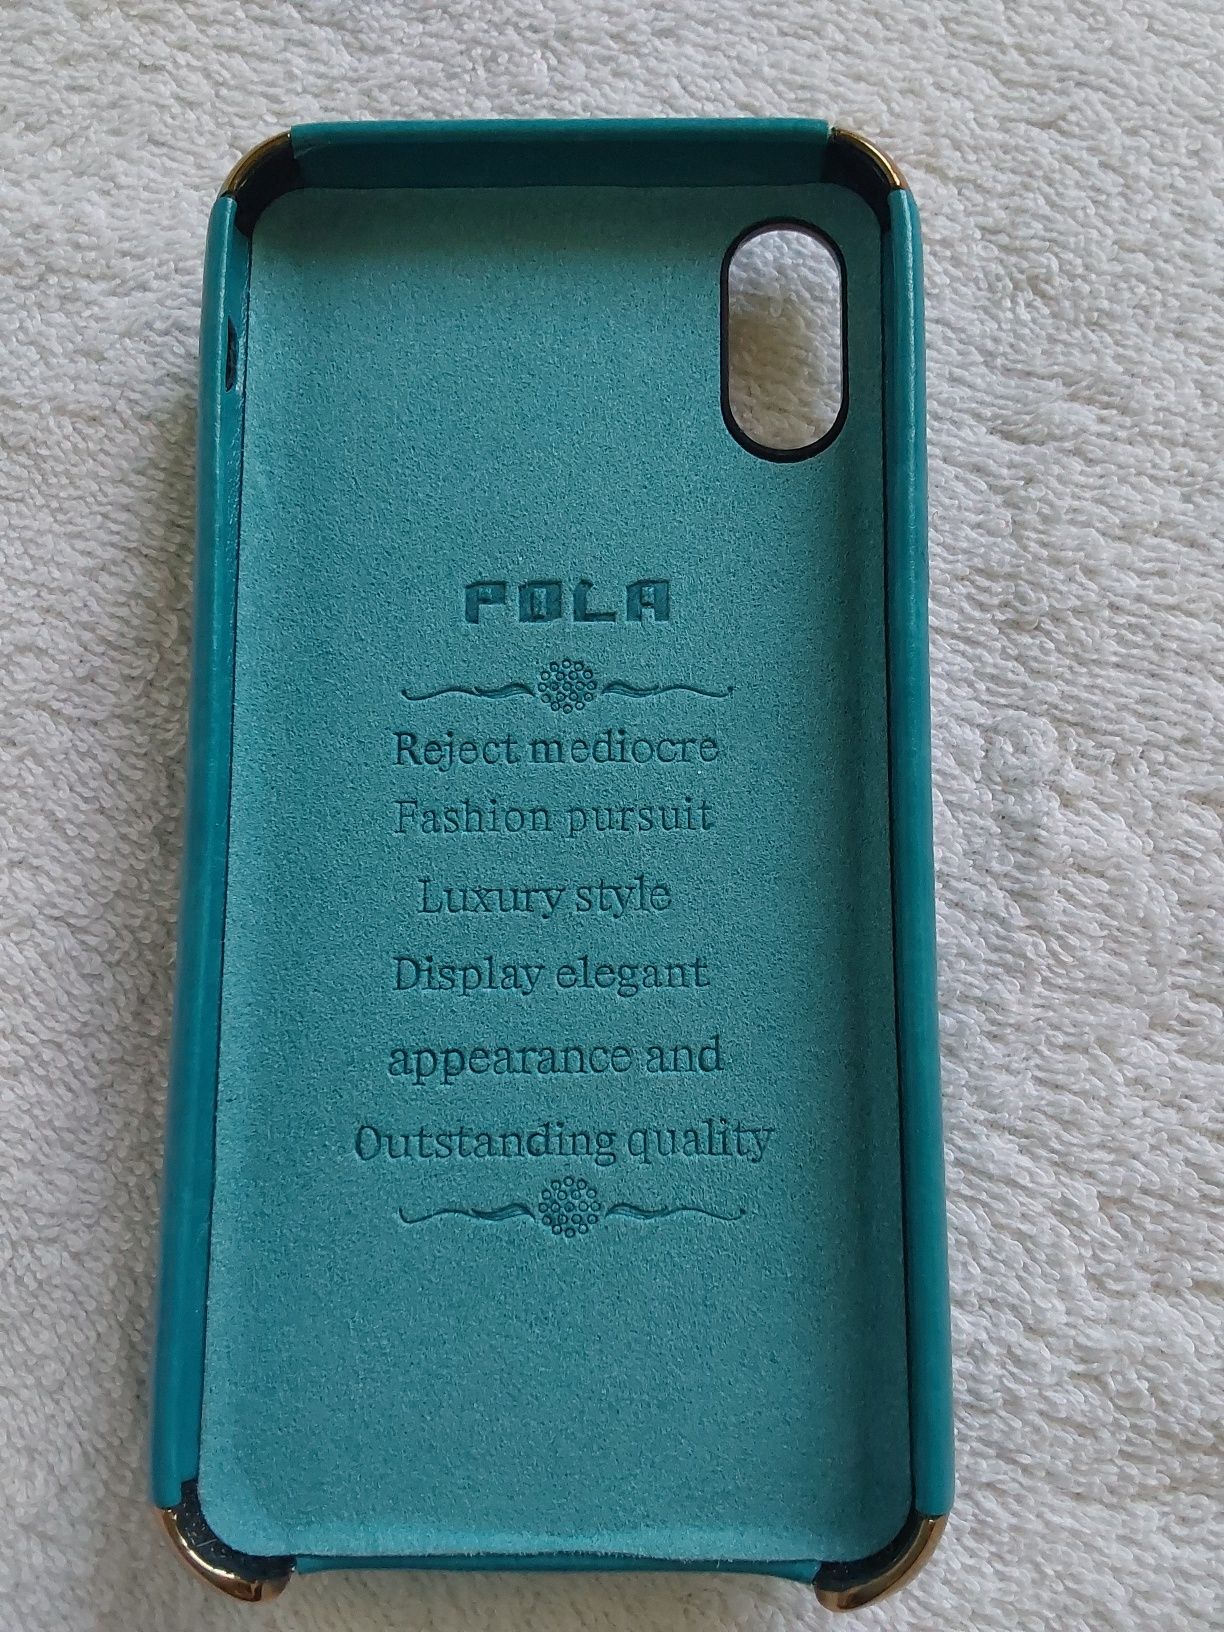 POLA
Reject mediocre
Fashion pursuit
Luxury style
Display elegant
appearance and
Outstanding quality